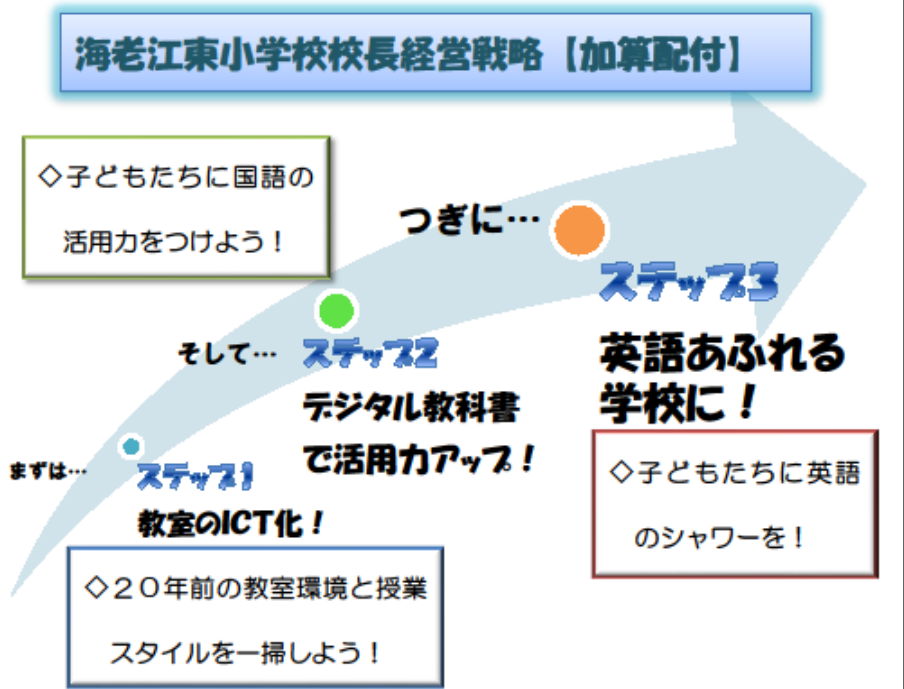 海老江東小学校校長経営戦略【加算配付】
◇子どもたちに国語の
活用力をつけよう！
つぎに…
ステップ3
英語あふれる
学校に！
そして…
ステップ2
デジタル教科書
で活用力アップ！
◇子どもたちに英語
のシャワーを！
まずは…
ステップ1
教室のICT化！
◇２０年前の教室環境と授業
スタイルを一掃しよう！